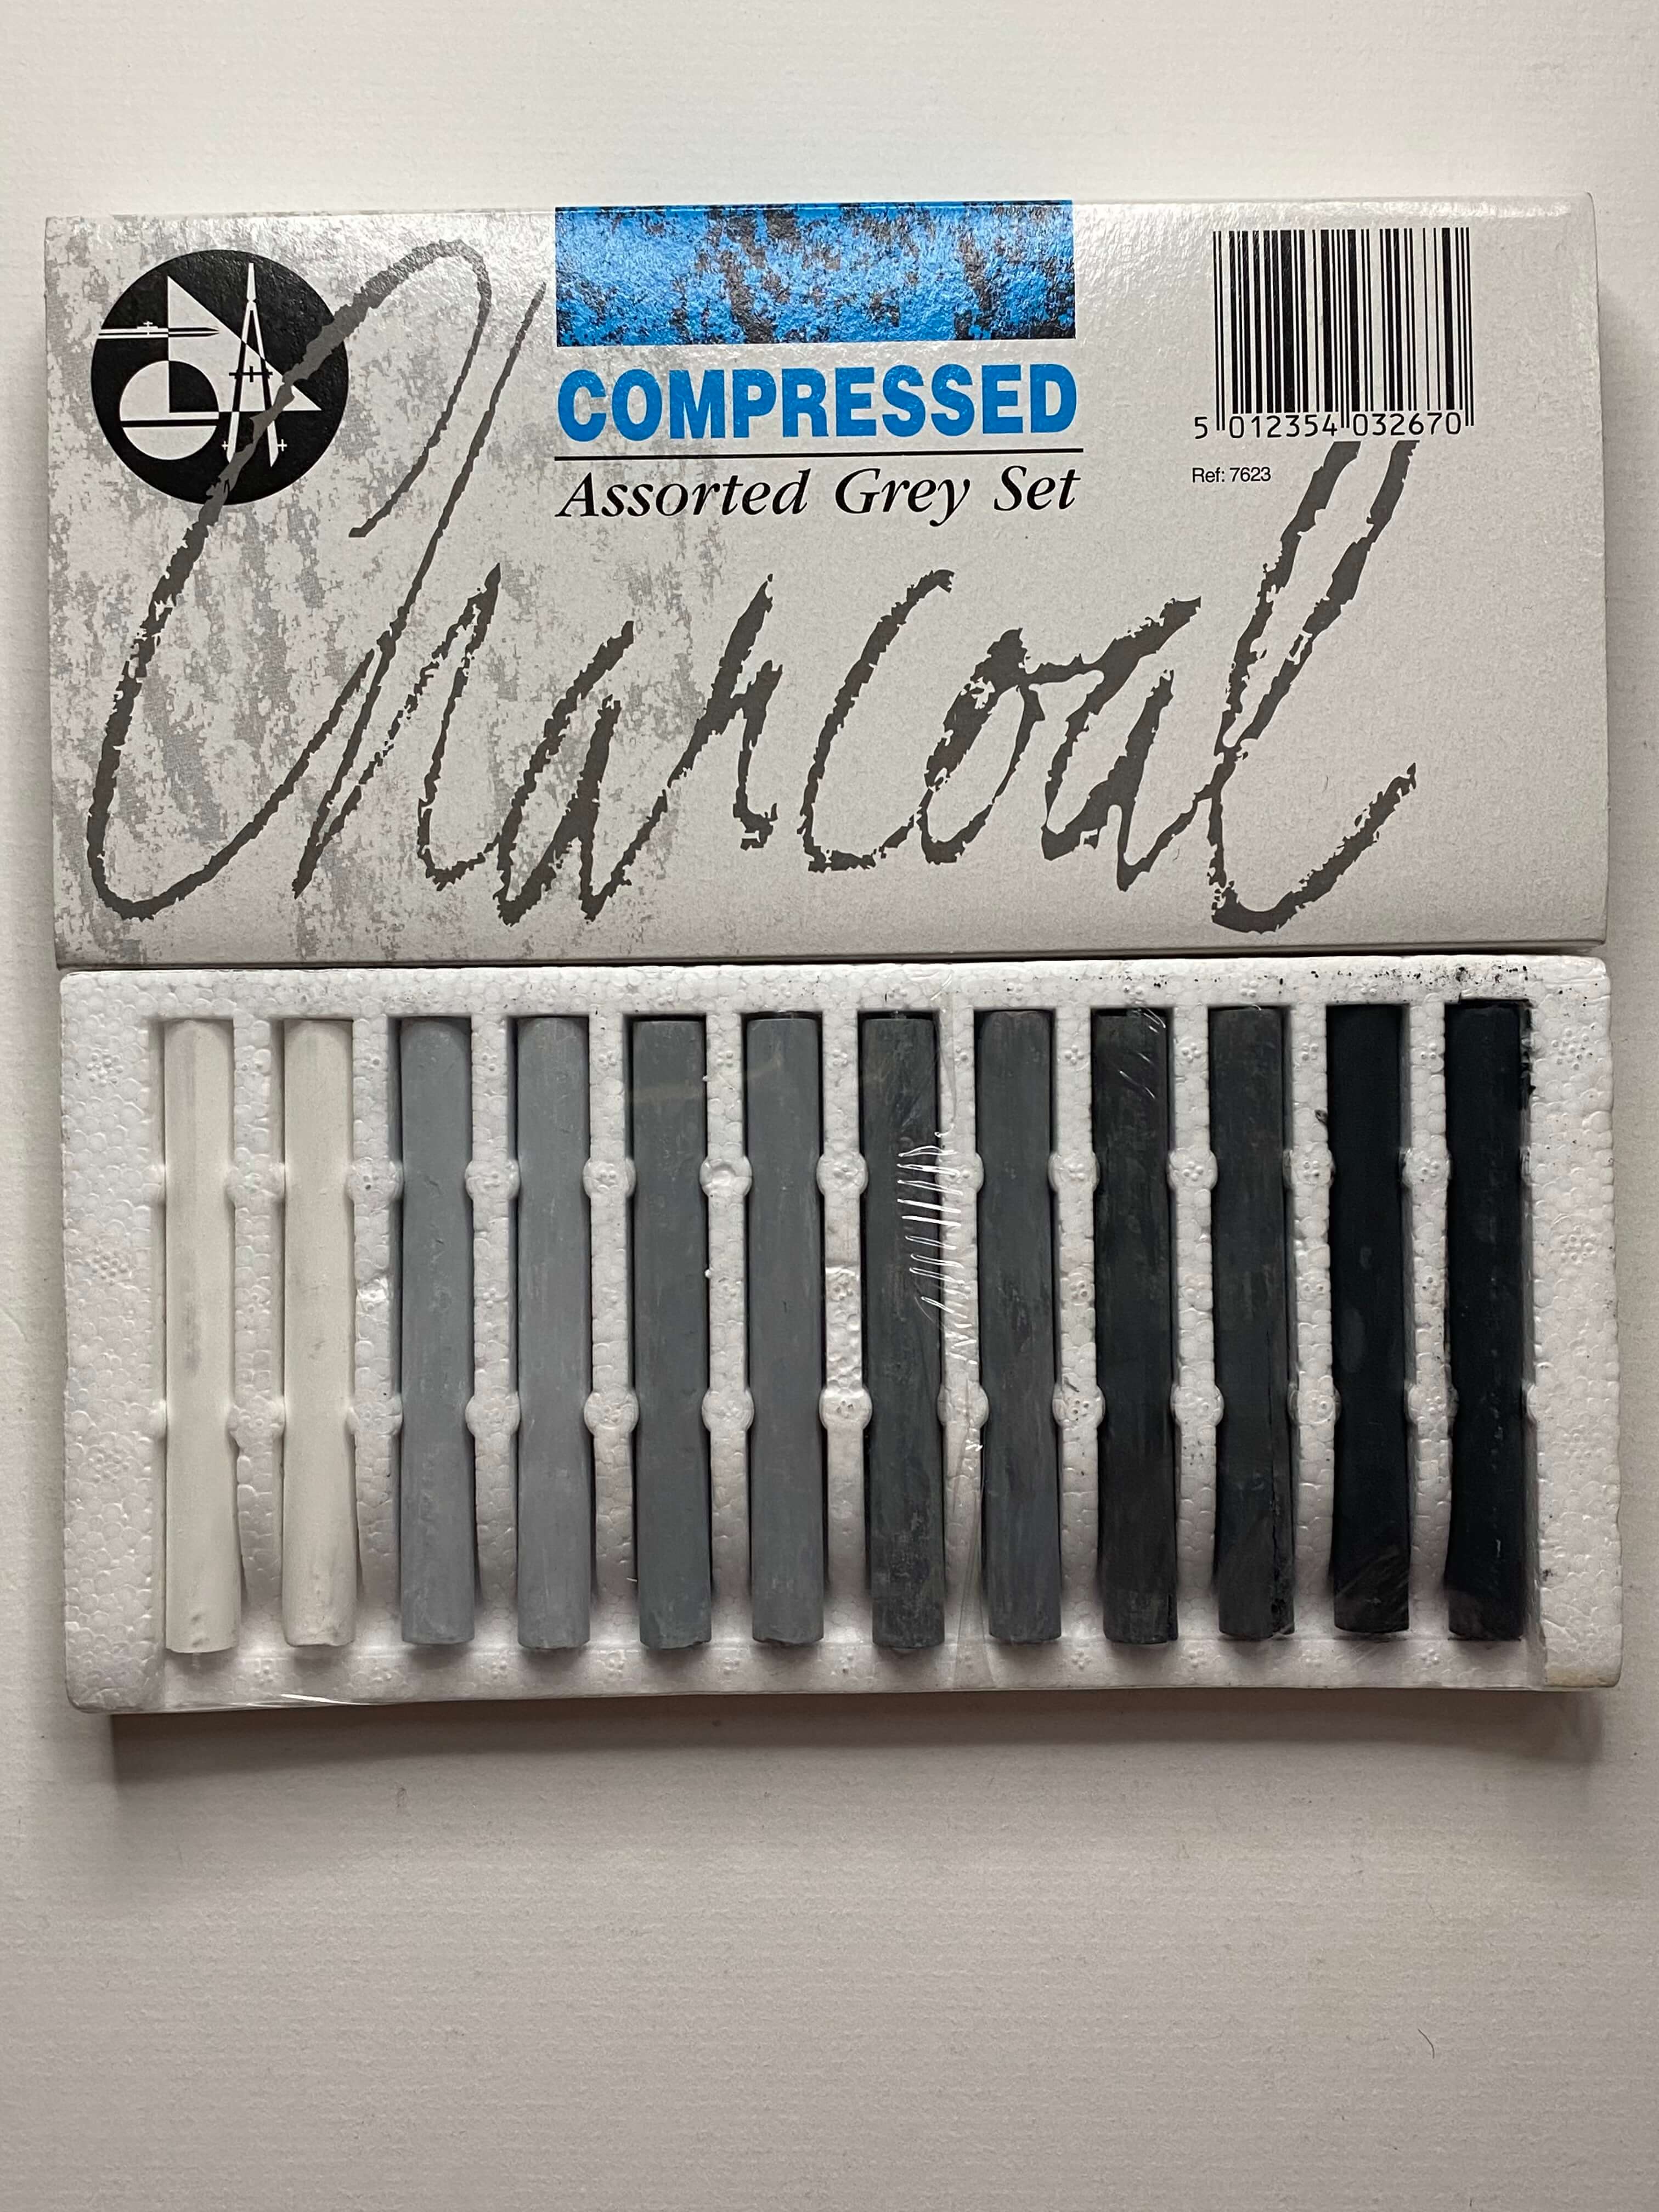 COMPRESSED
Assorted Grey Set
5 012354 032670
Ref: 7623
Charcoal